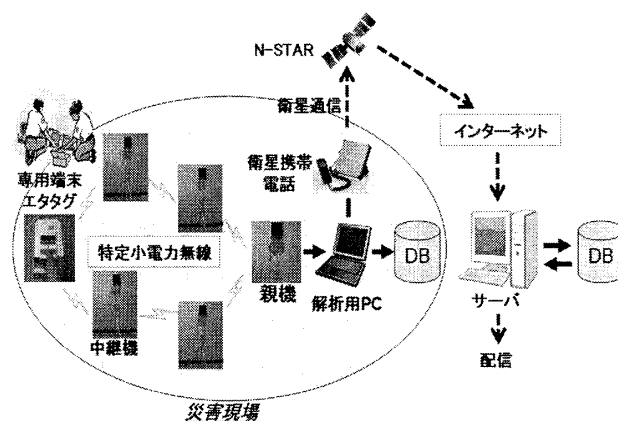 N-STAR
衛星通信
インターネット
専用端末
エタタグ
衛星携帯
電話
特定小電力無線
親機
解析用PC
DB
サーバ
DB
中継機
配信
災害現場